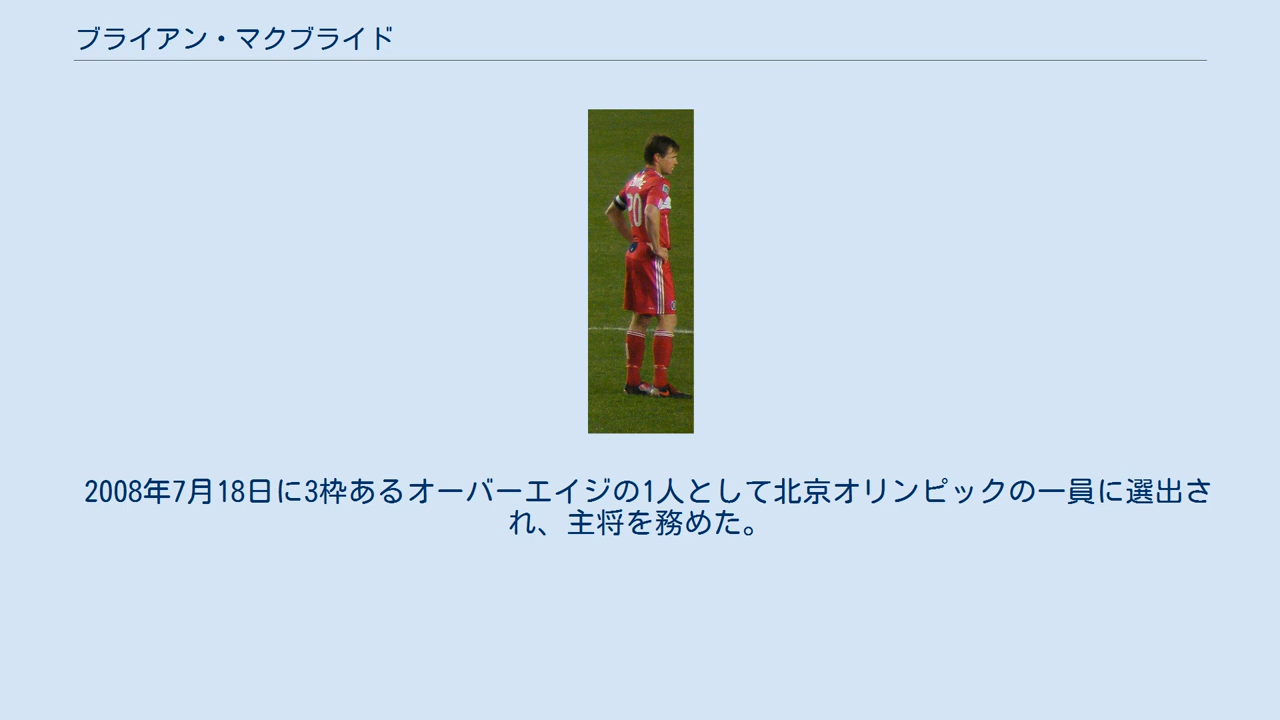 ブライアン・マクブライド
20
2008年7月18日に3枠あるオーバーエイジの1人として北京オリンピックの一員に選出さ
れ、主将を務めた。